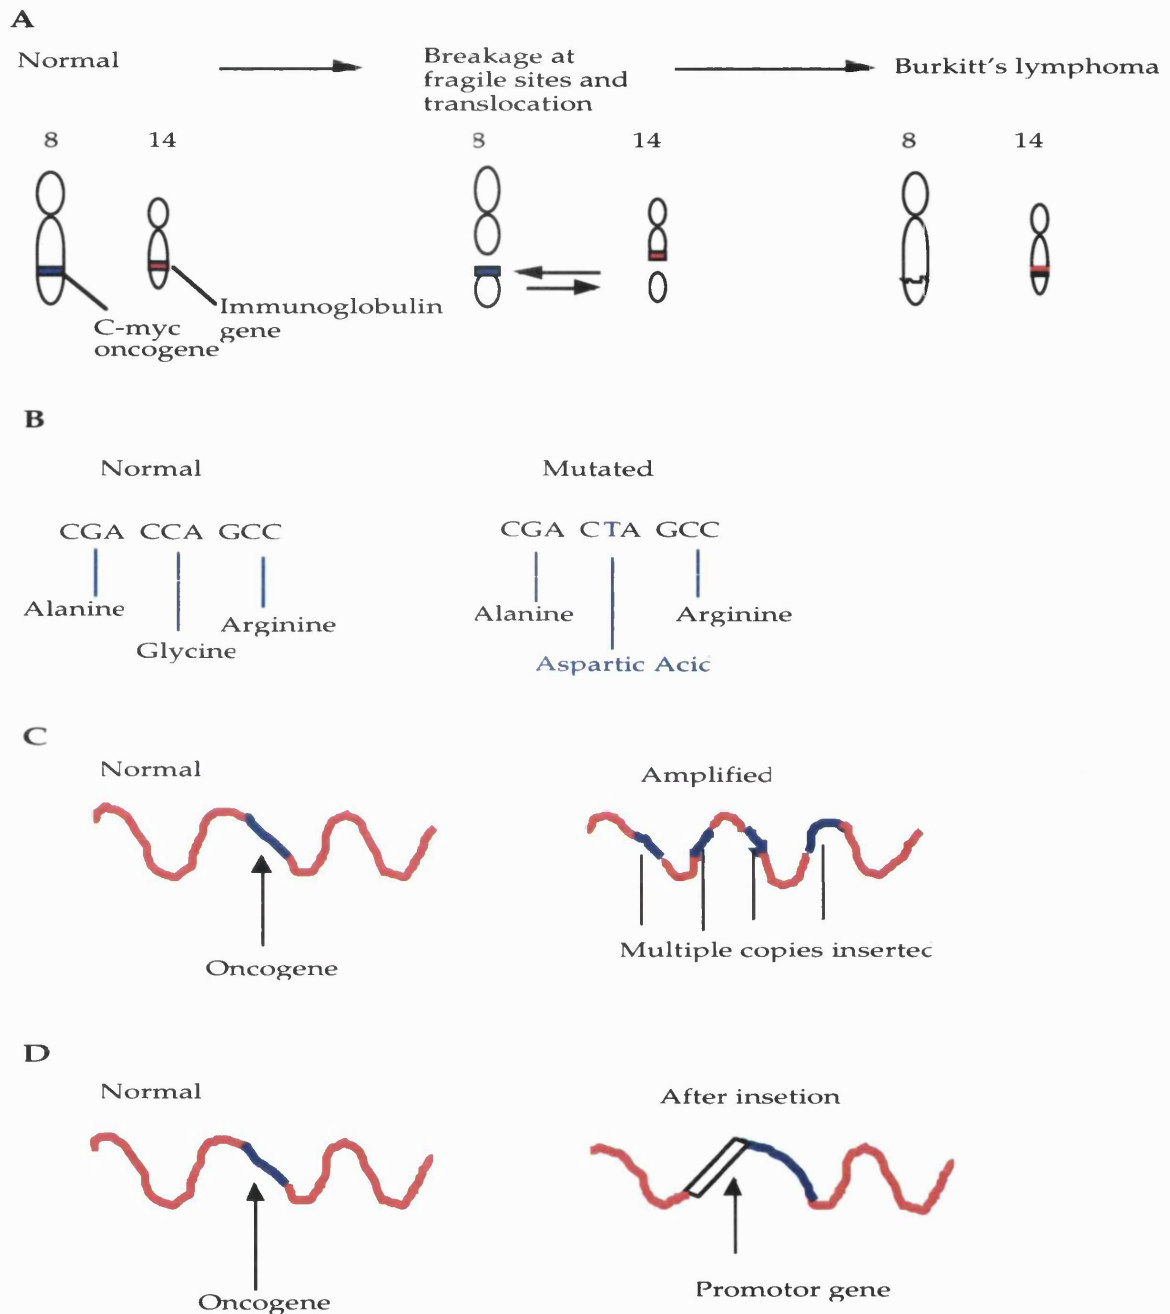 A
Normal
Breakage at
fragile sites and
translocation
Burkitt's lymphoma
8
14
8
14
8
14
C-myc
oncogene
Immunoglobulin
gene
B
Normal
Mutated
CGA CCA GCC
CGA CTA GCC
Alanine
Glycine
Arginine
Alanine
Aspartic Acic
Arginine
C
Normal
Amplified
Oncogene
Multiple copies insertec
D
Normal
After insetion
Oncogene
Promotor gene